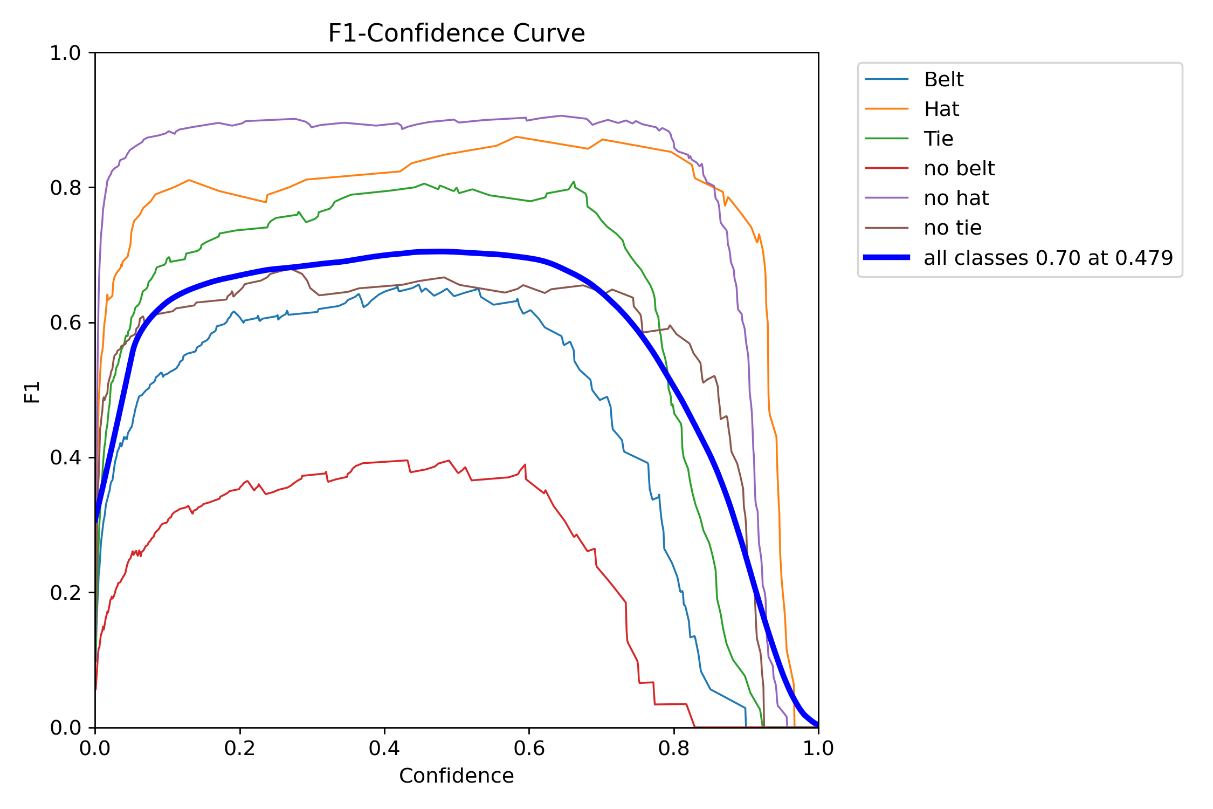 F1-Confidence Curve
1.0
0.8
0.6
0.4
0.2
0.0
F1
0.0 0.2 0.4 0.6 0.8 1.0
Confidence
Belt
Hat
Tie
no belt
no hat
no tie
all classes 0.70 at 0.479